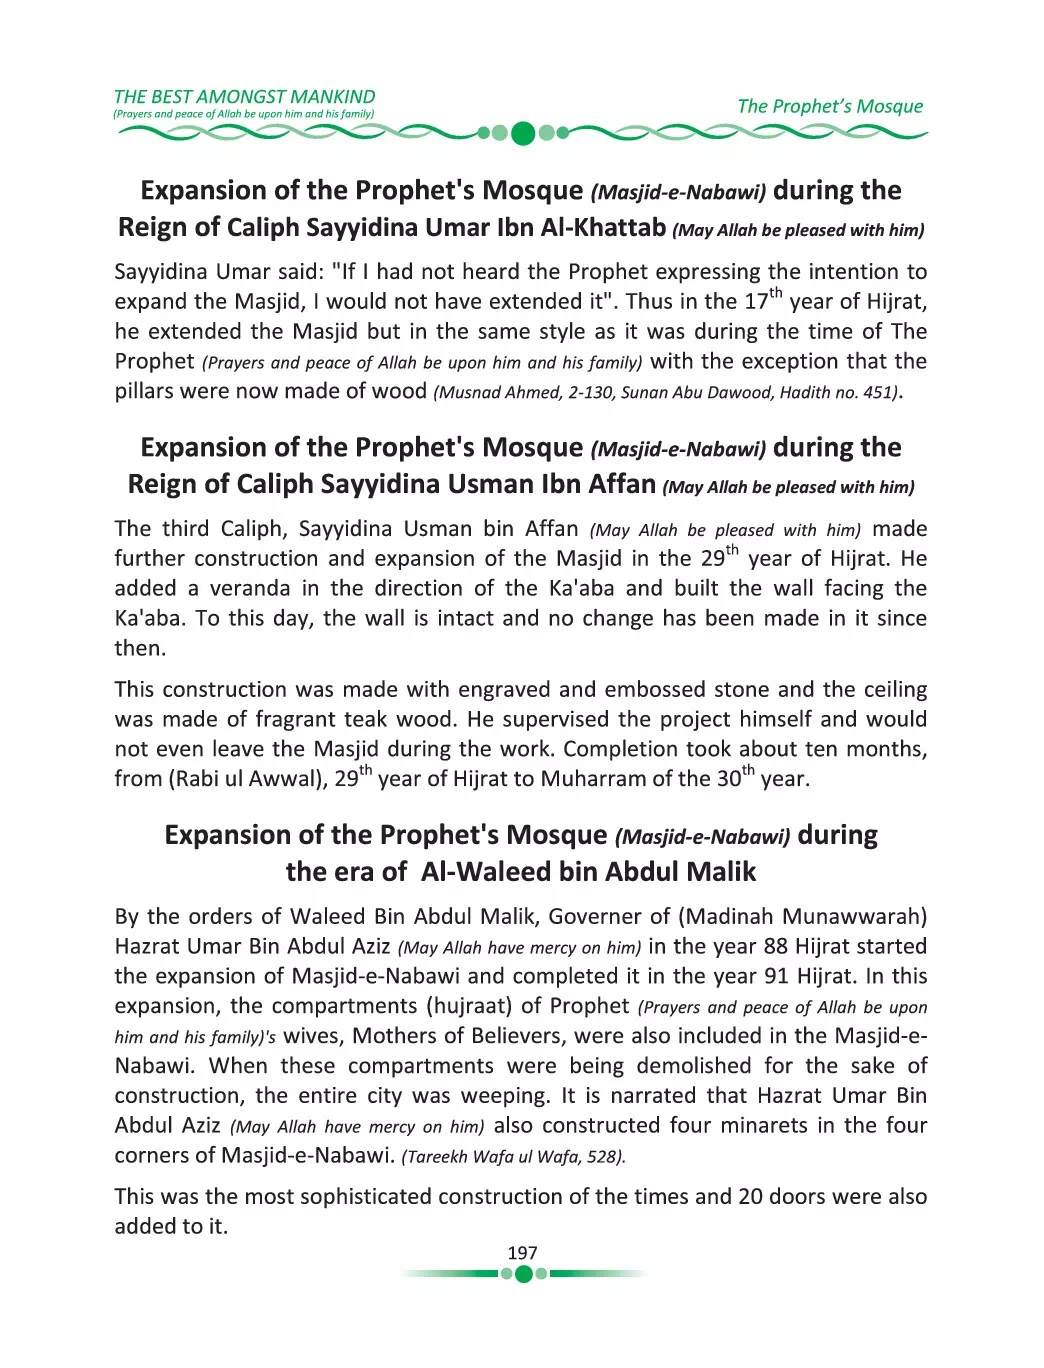 THE BEST AMONGST MANKIND
(Prayers and peace of Allah be upon him and his family)
The Prophet's Mosque
Expansion of the Prophet's Mosque (Masjid-e-Nabawi) during the
Reign of Caliph Sayyidina Umar Ibn Al-Khattab (May Allah be pleased with him)
Sayyidina Umar said: "If I had not heard the Prophet expressing the intention to
expand the Masjid, I would not have extended it". Thus in the 17th year of Hijrat,
he extended the Masjid but in the same style as it was during the time of The
Prophet (Prayers and peace of Allah be upon him and his family) with the exception that the
pillars were now made of wood (Musnad Ahmed, 2-130, Sunan Abu Dawood, Hadith no. 451).
Expansion of the Prophet's Mosque (Masjid-e-Nabawi) during the
Reign of Caliph Sayyidina Usman Ibn Affan (May Allah be pleased with him)
The third Caliph, Sayyidina Usman bin Affan (May Allah be pleased with him) made
further construction and expansion of the Masjid in the 29th year of Hijrat. He
added a veranda in the direction of the Ka'aba and built the wall facing the
Ka'aba. To this day, the wall is intact and no change has been made in it since
then.
This construction was made with engraved and embossed stone and the ceiling
was made of fragrant teak wood. He supervised the project himself and would
not even leave the Masjid during the work. Completion took about ten months,
from (Rabi ul Awwal), 29th year of Hijrat to Muharram of the 30th year.
Expansion of the Prophet's Mosque (Masjid-e-Nabawi) during
the era of Al-Waleed bin Abdul Malik
By the orders of Waleed Bin Abdul Malik, Governer of (Madinah Munawwarah)
Hazrat Umar Bin Abdul Aziz (May Allah have mercy on him) in the year 88 Hijrat started
the expansion of Masjid-e-Nabawi and completed it in the year 91 Hijrat. In this
expansion, the compartments (hujraat) of Prophet (Prayers and peace of Allah be upon
him and his family)'s wives, Mothers of Believers, were also included in the Masjid-e-
Nabawi. When these compartments were being demolished for the sake of
construction, the entire city was weeping. It is narrated that Hazrat Umar Bin
Abdul Aziz (May Allah have mercy on him) also constructed four minarets in the four
corners of Masjid-e-Nabawi. (Tareekh Wafa ul Wafa, 528).
This was the most sophisticated construction of the times and 20 doors were also
added to it.
197